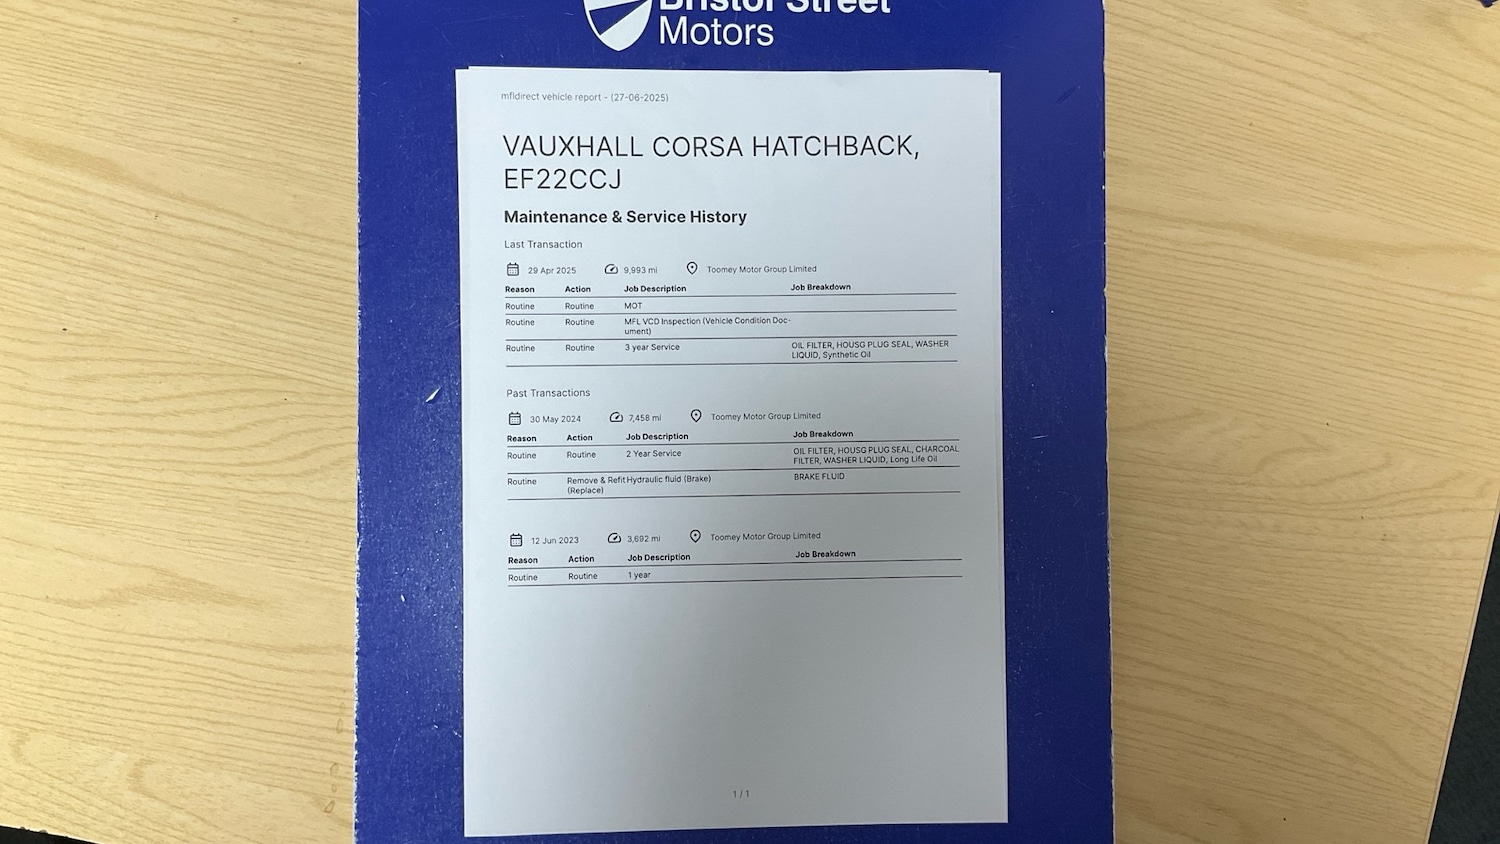 Bristol Street
Motors
mfldirect vehicle report - (27-06-2025)
VAUXHALL CORSA HATCHBACK,
EF22CCJ
Maintenance & Service History
Last Transaction
29 Apr 2025 9,993 mi Toomey Motor Group Limited
Reason Action Job Description Job Breakdown
Routine Routine MOT
Routine Routine MFL VCD Inspection (Vehicle Condition Doc-
ument)
Routine Routine 3 year Service OIL FILTER, HOUSG PLUG SEAL, WASHER
LIQUID, Synthetic Oil
Past Transactions
30 May 2024 7,458 mi Toomey Motor Group Limited
Reason Action Job Description Job Breakdown
Routine Routine 2 Year Service OIL FILTER, HOUSG PLUG SEAL, CHARCOAL
FILTER, WASHER LIQUID, Long Life Oil
Routine Remove & Refit Hydraulic fluid (Brake) BRAKE FLUID
(Replace)
12 Jun 2023 3,692 mi Toomey Motor Group Limited
Reason Action Job Description Job Breakdown
Routine Routine 1 year
1 / 1